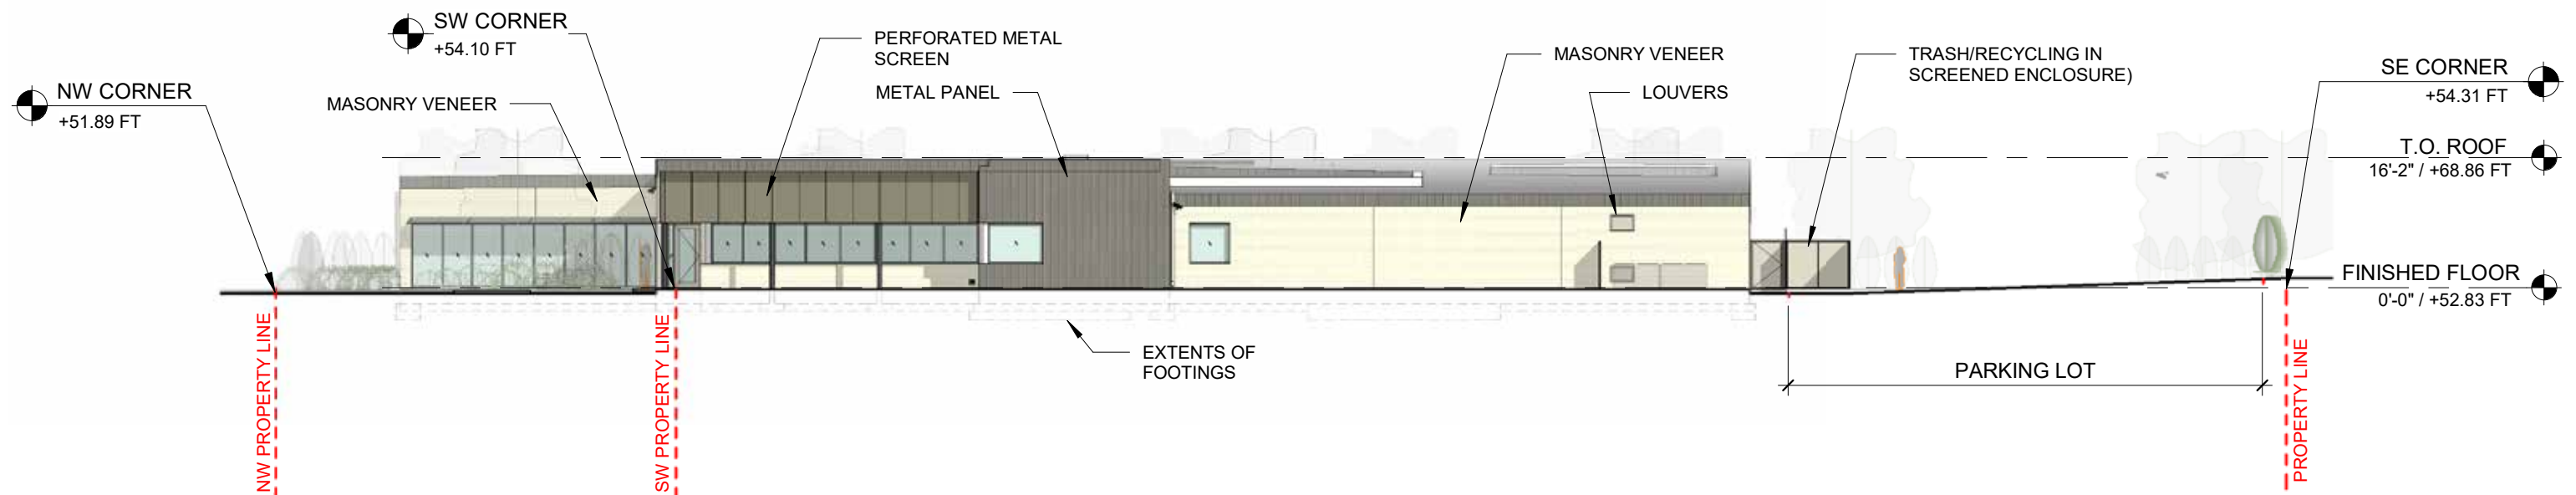 SW CORNER
+54.10 FT
NW CORNER
+51.89 FT
MASONRY VENEER
PERFORATED METAL
SCREEN
METAL PANEL
MASONRY VENEER
LOUVERS
TRASH/RECYCLING IN
SCREENED ENCLOSURE)
SE CORNER
+54.31 FT
T.O. ROOF
16'-2" / +68.86 FT
FINISHED FLOOR
0'-0" / +52.83 FT
EXTENTS OF
FOOTINGS
PARKING LOT
NW PROPERTY LINE
SW PROPERTY LINE
PROPERTY LINE